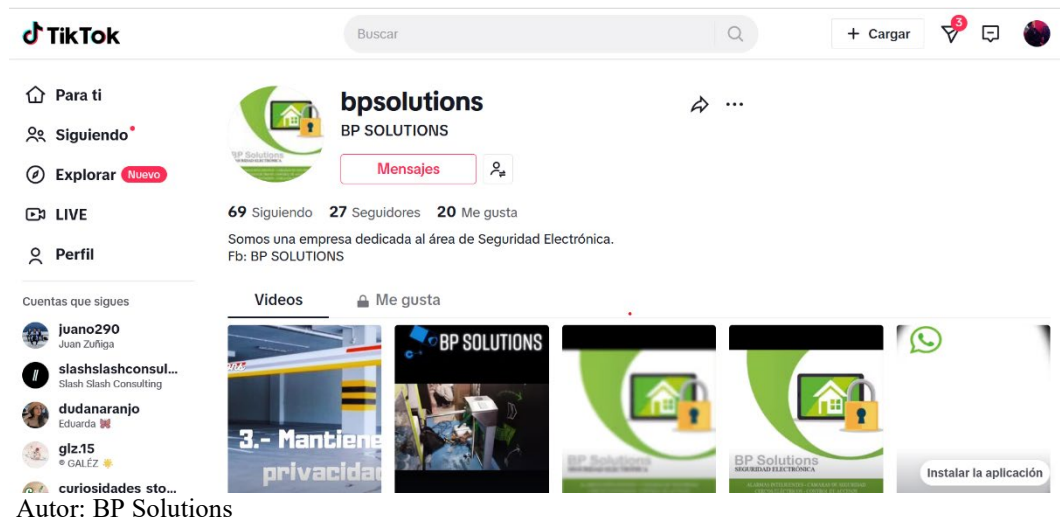 TikTok
Buscar
+ Cargar
3
Para ti
Siguiendo
Explorar Nuevo
LIVE
Perfil
Cuentas que sigues
juano290
Juan Zuñiga
slashslashconsul...
Slash Slash Consulting
dudanaranjo
Eduarda
glz.15
GALÉZ
curiosidades sto...
bpsolutions
BP SOLUTIONS
Mensajes
69 Siguiendo 27 Seguidores 20 Me gusta
Somos una empresa dedicada al área de Seguridad Electrónica.
Fb: BP SOLUTIONS
Videos Me gusta
3.- Mantiene
privacidad
BP SOLUTIONS
BP Solutions
SEGURIDAD ELECTRÓNICA
BP Solutions
SEGURIDAD ELECTRÓNICA
Instalar la aplicación
Autor: BP Solutions